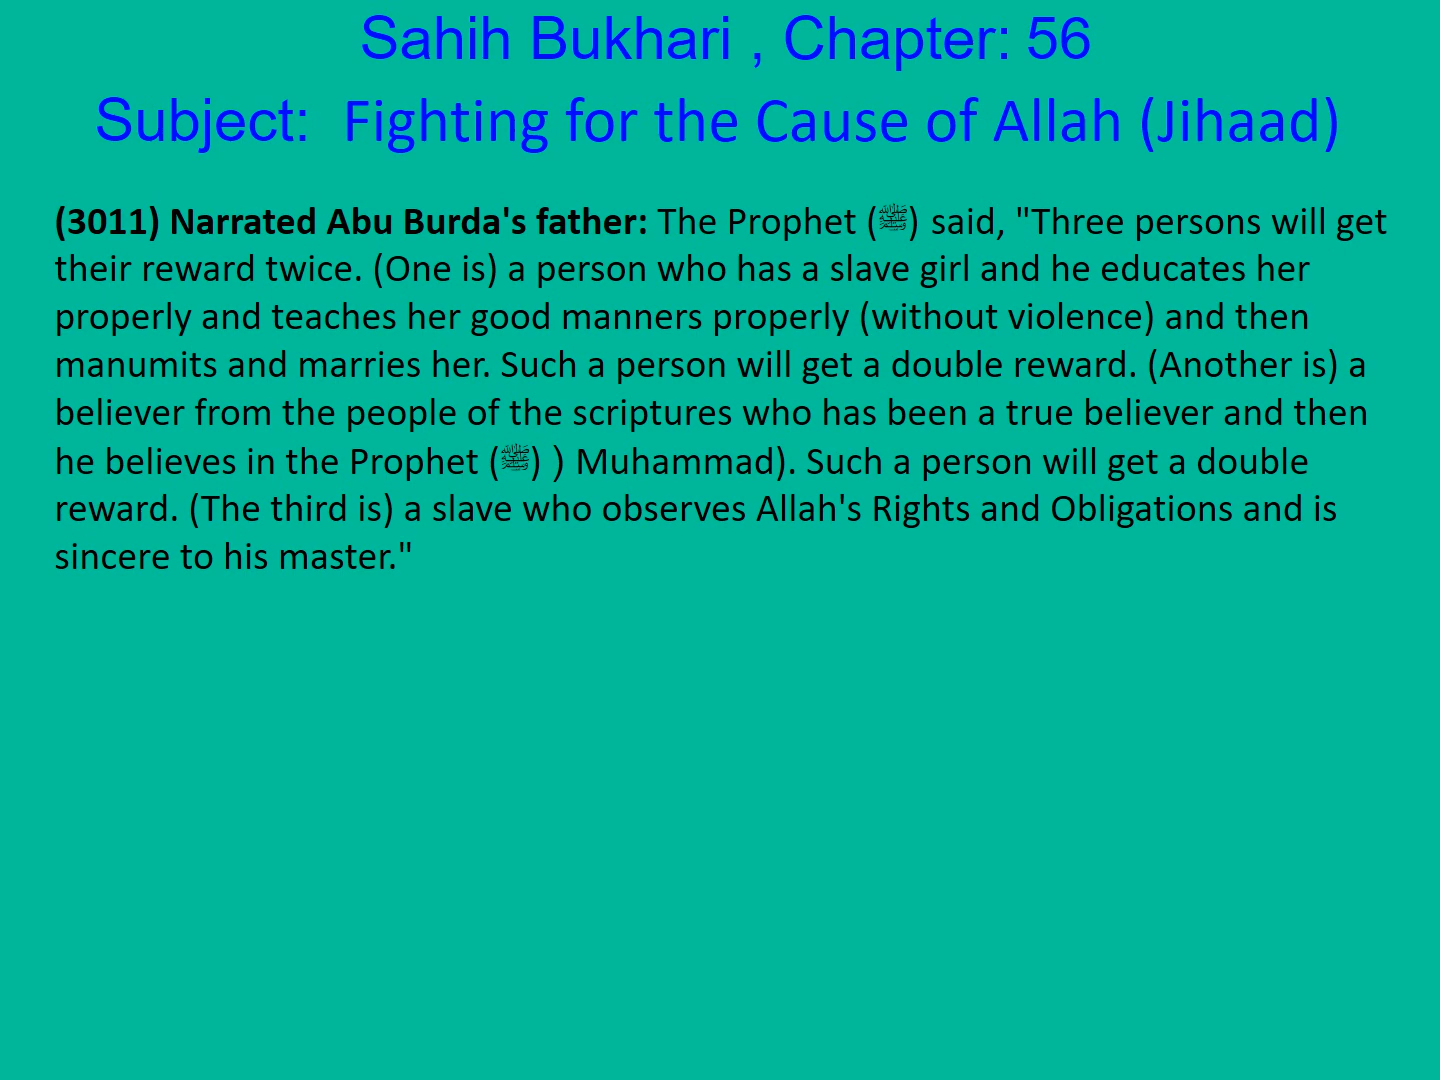 Sahih Bukhari , Chapter: 56
Subject:  Fighting for the Cause of Allah (Jihaad)
(3011) Narrated Abu Burda's father: The Prophet (ﷺ) said, "Three persons will get
their reward twice. (One is) a person who has a slave girl and he educates her
properly and teaches her good manners properly (without violence) and then
manumits and marries her. Such a person will get a double reward. (Another is) a
believer from the people of the scriptures who has been a true believer and then
he believes in the Prophet (ﷺ) ) Muhammad). Such a person will get a double
reward. (The third is) a slave who observes Allah's Rights and Obligations and is
sincere to his master."